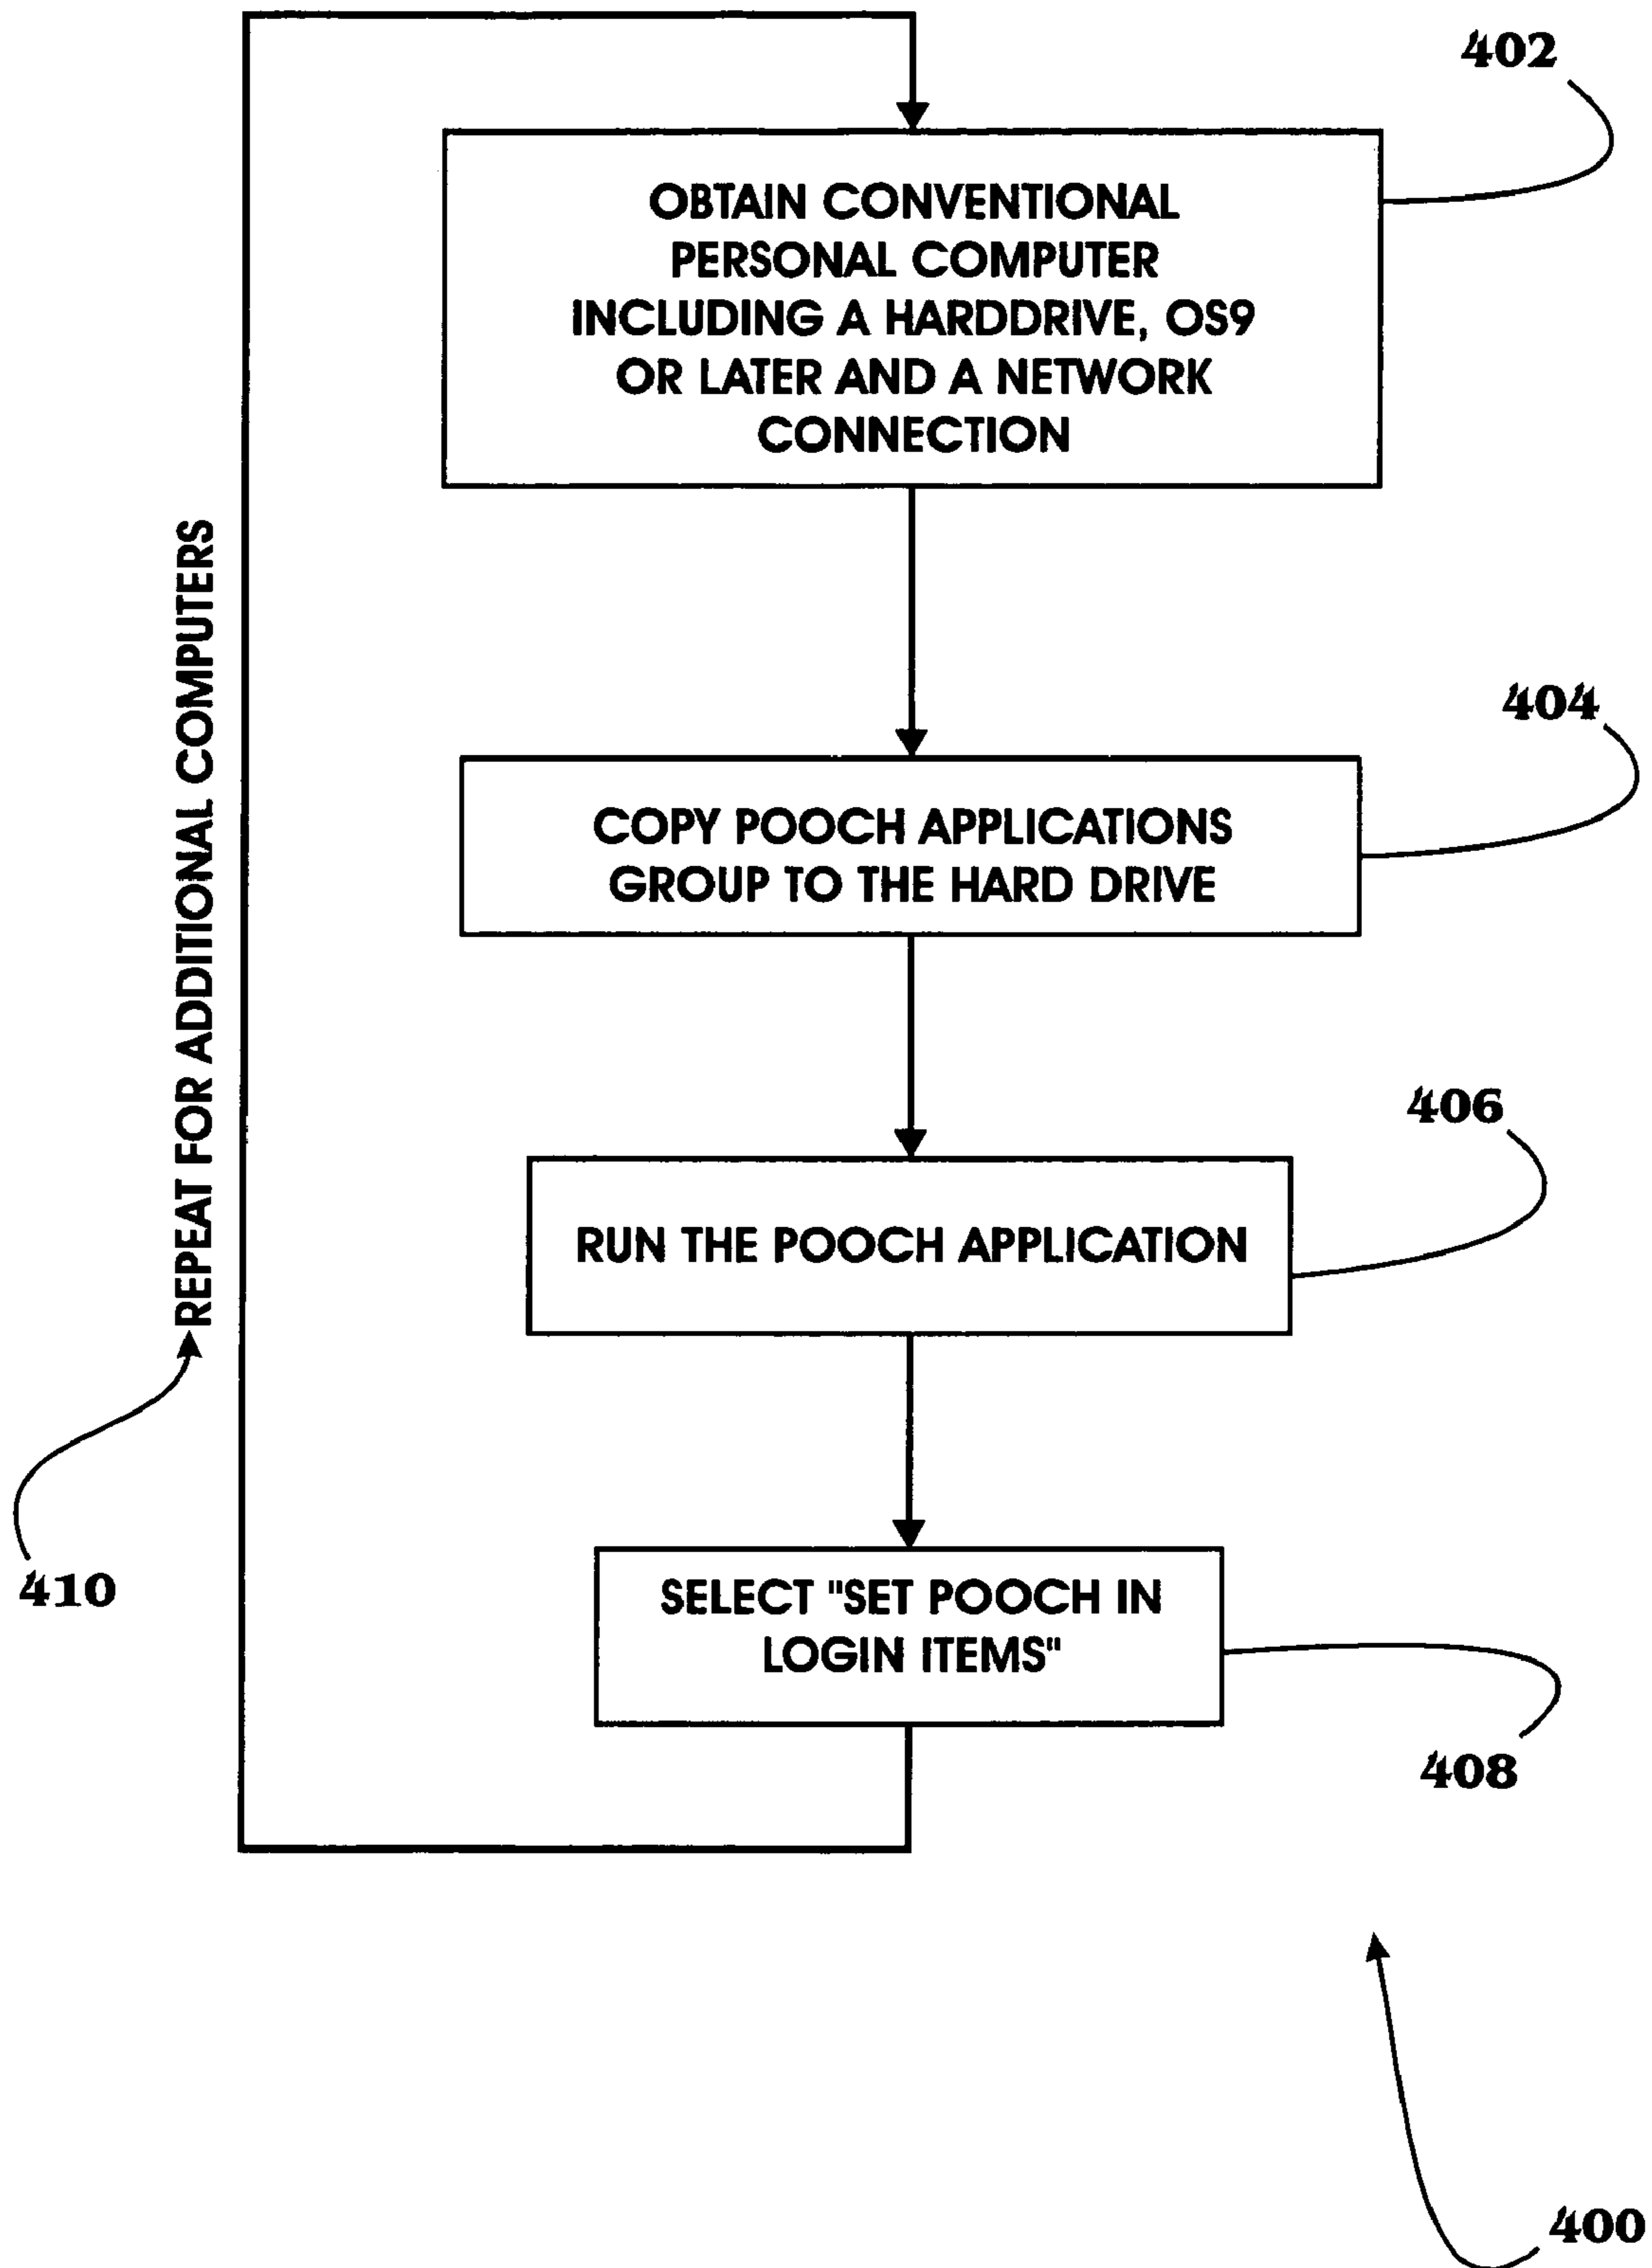 402
OBTAIN CONVENTIONAL
PERSONAL COMPUTER
INCLUDING A HARDDRIVE, OS9
OR LATER AND A NETWORK
CONNECTION
404
COPY POOCH APPLICATIONS
GROUP TO THE HARD DRIVE
406
RUN THE POOCH APPLICATION
408
SELECT "SET POOCH IN
LOGIN ITEMS"
REPEAT FOR ADDITIONAL COMPUTERS
410
400